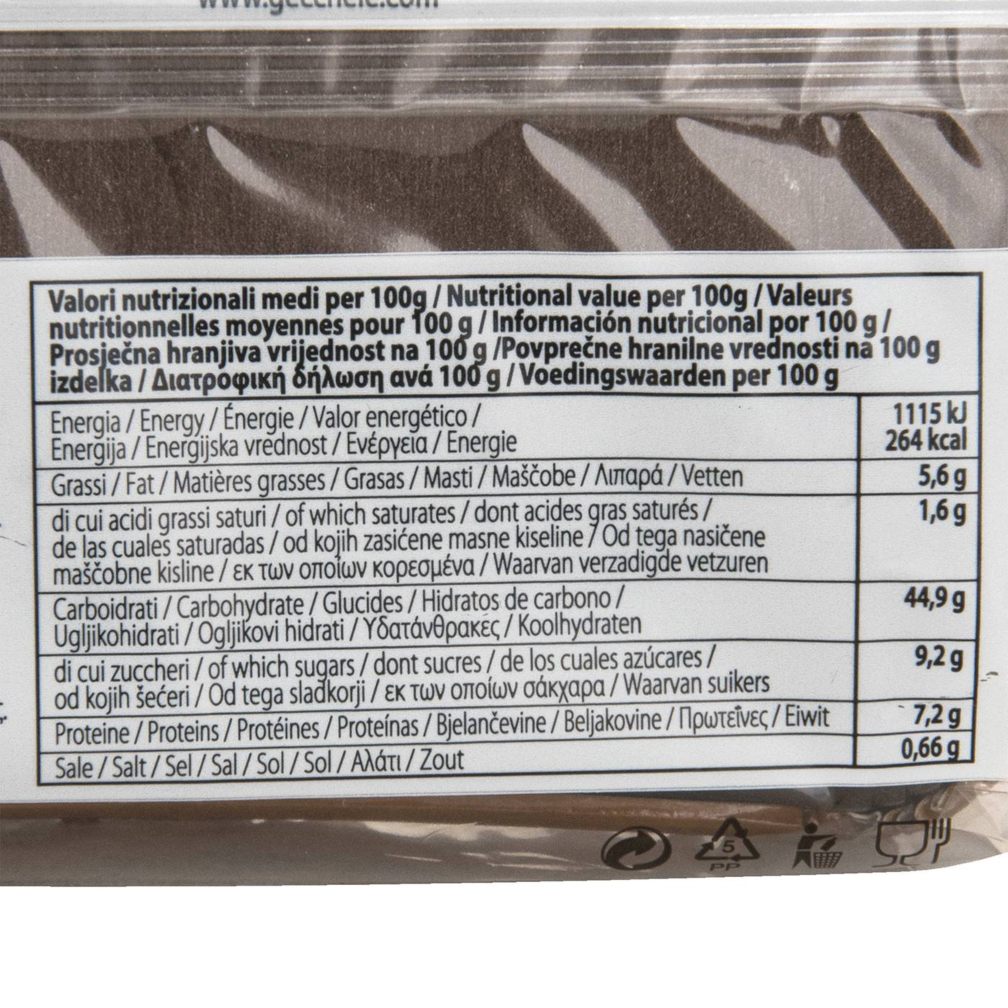 Valori nutrizionali medi per 100g / Nutritional value per 100g / Valeurs
nutritionnelles moyennes pour 100 g / Información nutricional por 100 g /
Prosječna hranjiva vrijednost na 100 g /Povprečne hranilne vrednosti na 100 g
izdelka / Διατροφική δήλωση ανά 100 g / Voedingswaarden per 100 g
Energia / Energy / Énergie / Valor energético /
Energija / Energijska vrednost / Ενέργεια / Energie
1115 kJ
264 kcal
Grassi / Fat / Matières grasses / Grasas / Masti / Maščobe / Λιπαρά / Vetten
5,6 g
di cui acidi grassi saturi / of which saturates / dont acides gras saturés /
de las cuales saturadas / od kojih zasićene masne kiseline / Od tega nasičene
maščobne kisline / εκ των οποίων κορεσμένα / Waarvan verzadigde vetzuren
1,6 g
Carboidrati / Carbohydrate / Glucides / Hidratos de carbono /
Ugljikohidrati / Ogljikovi hidrati / Υδατάνθρακες / Koolhydraten
44,9 g
di cui zuccheri / of which sugars / dont sucres / de los cuales azúcares /
od kojih šećeri / Od tega sladkorji / εκ των οποίων σάκχαρα / Waarvan suikers
9,2 g
Proteine / Proteins / Protéines / Proteínas / Bjelančevine / Beljakovine / Πρωτεΐνες / Eiwit
7,2 g
Sale / Salt / Sel / Sal / Sol / Sol / Αλάτι / Zout
0,66 g
5
PP